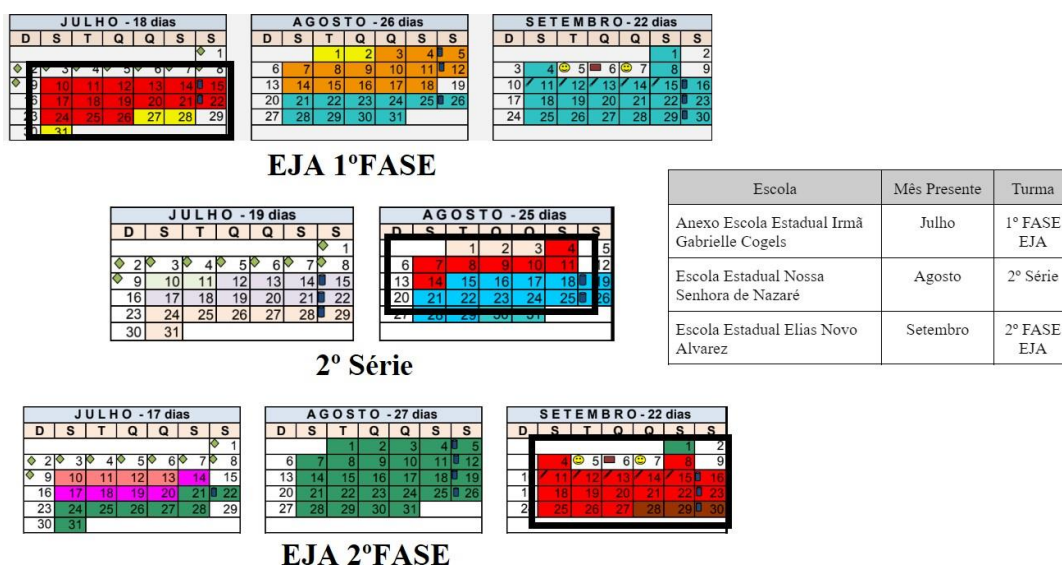 JULHO - 18 dias
D S T Q Q S S
1
2 3 4 5 6 7 8
9 10 11 12 13 14 15
16 17 18 19 20 21 22
23 24 25 26 27 28 29
30 31
AGOSTO - 26 dias
D S T Q Q S S
1 2 3 4 5
6 7 8 9 10 11 12
13 14 15 16 17 18 19
20 21 22 23 24 25 26
27 28 29 30 31
SETEMBRO - 22 dias
D S T Q Q S S
1 2
3 4 5 6 7 8 9
10 11 12 13 14 15 16
17 18 19 20 21 22 23
24 25 26 27 28 29 30
EJA 1ºFASE
JULHO - 19 dias
D S T Q Q S S
1
2 3 4 5 6 7 8
9 10 11 12 13 14 15
16 17 18 19 20 21 22
23 24 25 26 27 28 29
30 31
AGOSTO - 25 dias
D S T Q Q S S
1 2 3 4 5
6 7 8 9 10 11 12
13 14 15 16 17 18 19
20 21 22 23 24 25 26
27 28 29 30 31
2º Série
Escola Mês Presente Turma
Anexo Escola Estadual Irmã Julho 1º FASE
Gabrielle Cogels EJA
Escola Estadual Nossa Agosto 2º Série
Senhora de Nazaré
Escola Estadual Elias Novo Setembro 2º FASE
Alvarez EJA
JULHO - 17 dias
D S T Q Q S S
1
2 3 4 5 6 7 8
9 10 11 12 13 14 15
16 17 18 19 20 21 22
23 24 25 26 27 28 29
30 31
AGOSTO - 27 dias
D S T Q Q S S
1 2 3 4 5
6 7 8 9 10 11 12
13 14 15 16 17 18 19
20 21 22 23 24 25 26
27 28 29 30 31
SETEMBRO - 22 dias
D S T Q Q S S
1 2
4 5 6 7 8 9
11 12 13 14 15 16
18 19 20 21 22 23
25 26 27 28 29 30
EJA 2ºFASE